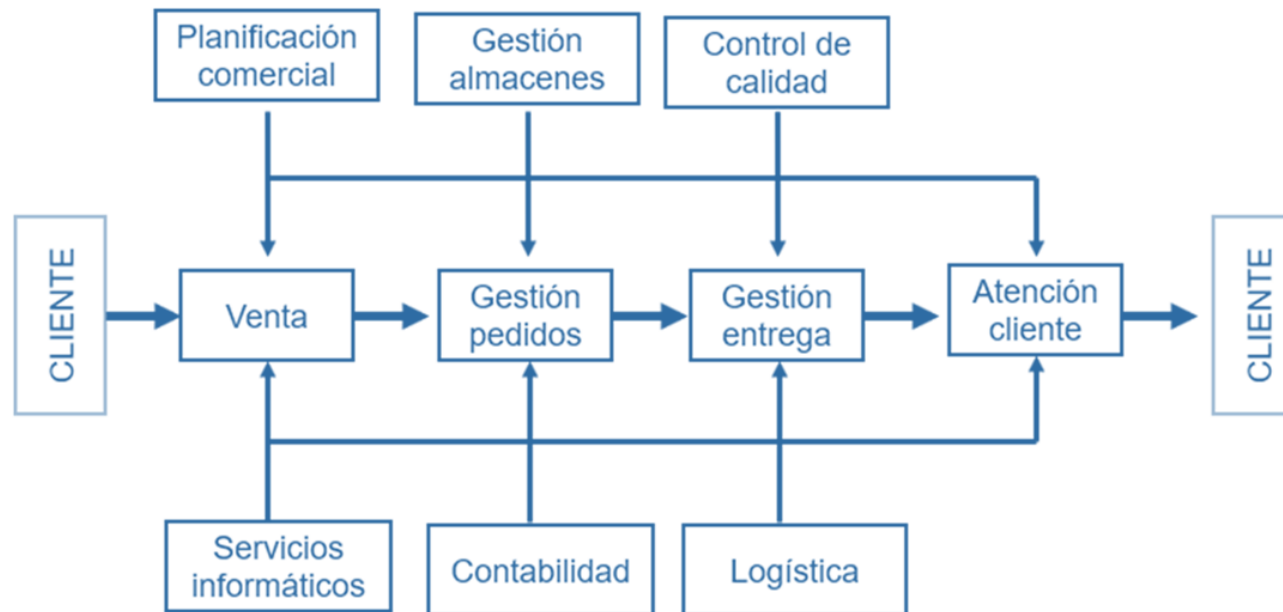 Planificación
comercial
Gestión
almacenes
Control de
calidad
CLIENTE
Venta
Gestión
pedidos
Gestión
entrega
Atención
cliente
CLIENTE
Servicios
informáticos
Contabilidad
Logística